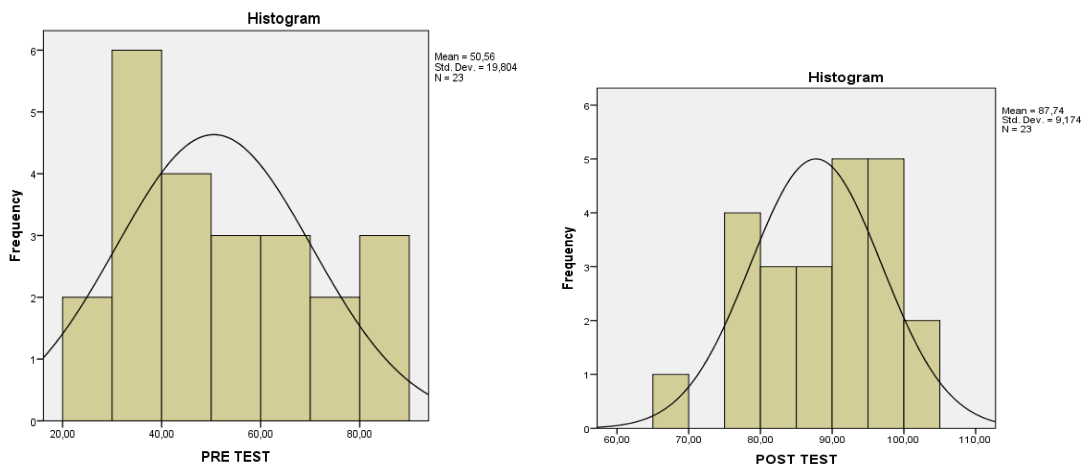 Histogram
Mean = 50,56
Std. Dev. = 19,804
N = 23
Frequency
6
5
4
3
2
1
0
20,00 40,00 60,00 80,00
PRE TEST
Histogram
Mean = 87,74
Std. Dev. = 9,174
N = 23
Frequency
6
5
4
3
2
1
0
60,00 70,00 80,00 90,00 100,00 110,00
POST TEST